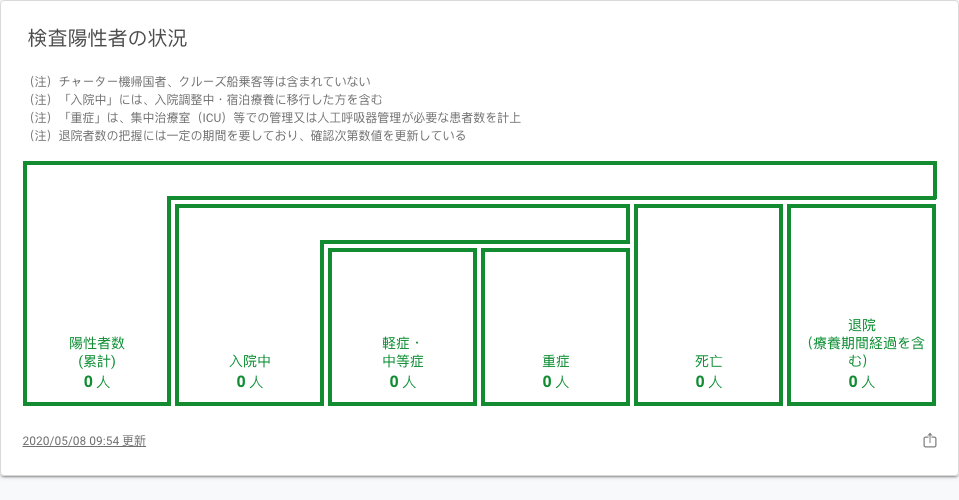 検査陽性者の状況
（注）チャーター機帰国者、クルーズ船乗客等は含まれていない
（注）「入院中」には、入院調整中・宿泊療養に移行した方を含む
（注）「重症」は、集中治療室（ICU）等での管理又は人工呼吸器管理が必要な患者数を計上
（注）退院者数の把握には一定の期間を要しており、確認次第数値を更新している
陽性者数
(累計)
0 人
入院中
0 人
軽症・
中等症
0 人
重症
0 人
死亡
0 人
退院
（療養期間経過を含
む）
0 人
2020/05/08 09:54 更新